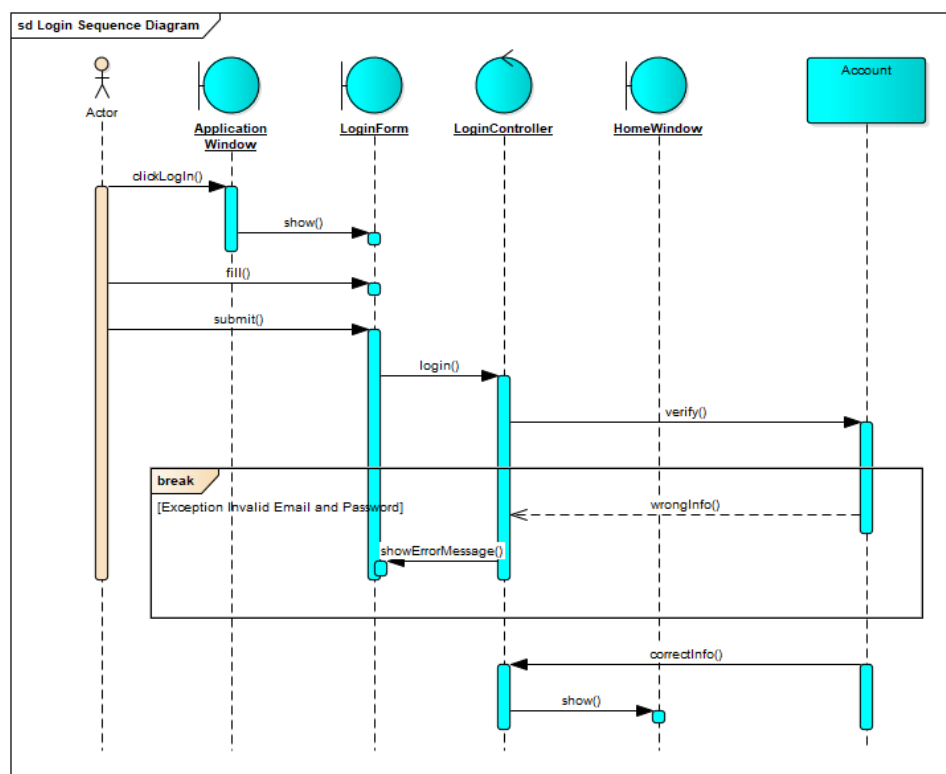 sd Login Sequence Diagram
Actor
Application
Window
LoginForm
LoginController
HomeWindow
Account
clickLogIn()
show()
fill()
submit()
login()
verify()
break
[Exception Invalid Email and Password]
wrongInfo()
showErrorMessage()
correctInfo()
show()